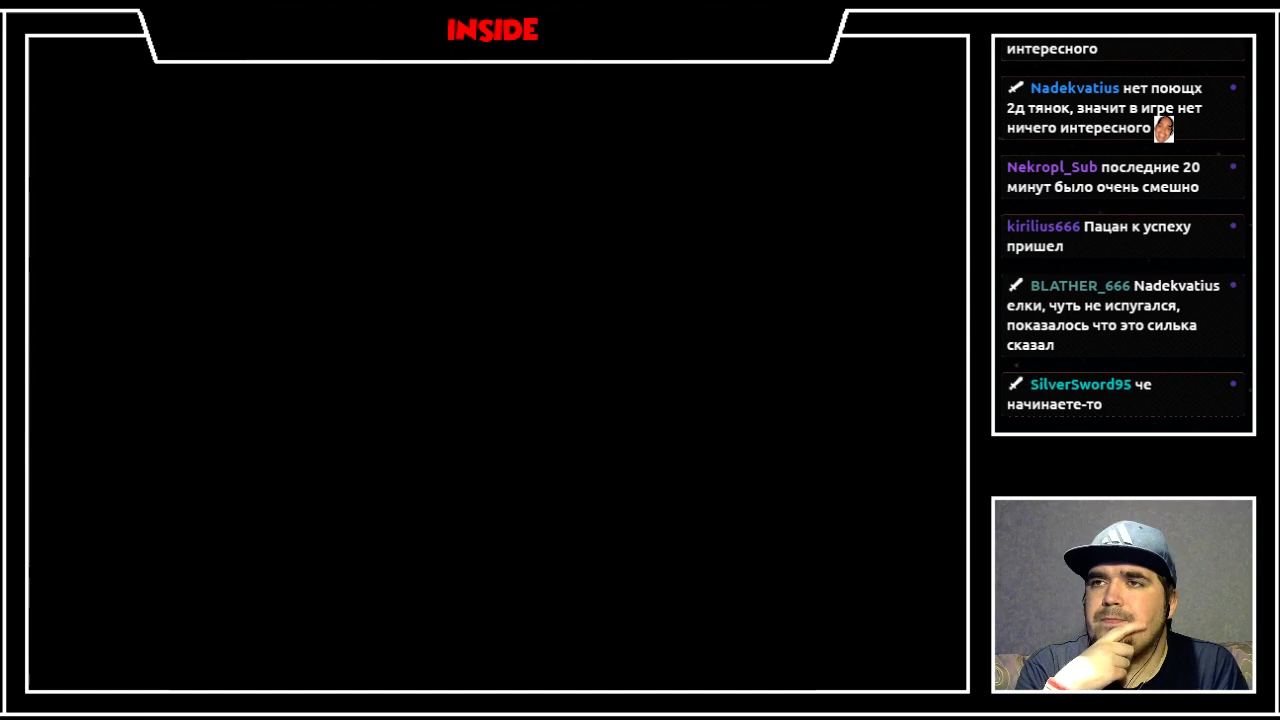 INSIDE
интересного
Nadekvatius нет поющх
2д тянок, значит в игре нет
ничего интересного
Nekropl_Sub последние 20
минут было очень смешно
kirilius666 Пацан к успеху
пришел
BLATHER_666 Nadekvatius
елки, чуть не испугался,
показалось что это силька
сказал
SilverSword95 че
начинаете-то